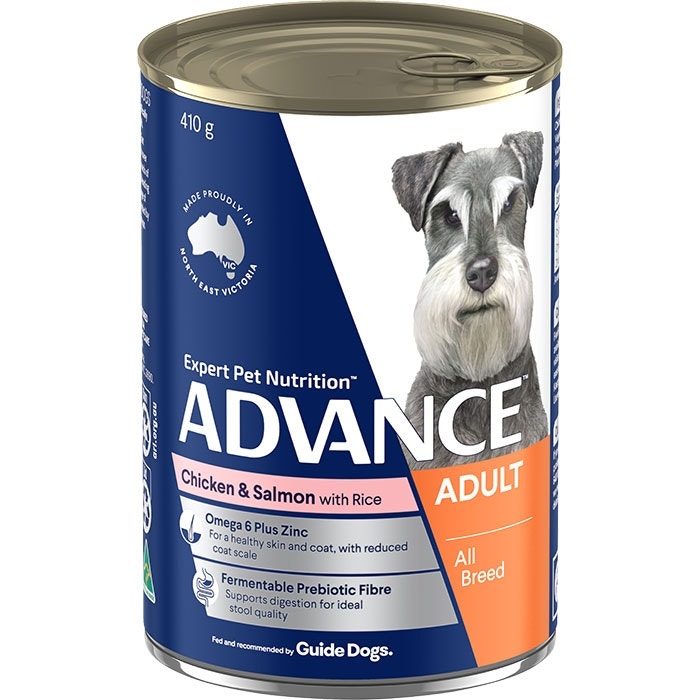 410 g
MADE PROUDLY IN
VIC
NORTH EAST VICTORIA
Expert Pet Nutrition™
ADVANCE™
Chicken & Salmon with Rice
ADULT
Omega 6 Plus Zinc
For a healthy skin and coat, with reduced
coat scale
All
Breed
Fermentable Prebiotic Fibre
Supports digestion for ideal
stool quality
Fed and recommended by Guide Dogs.